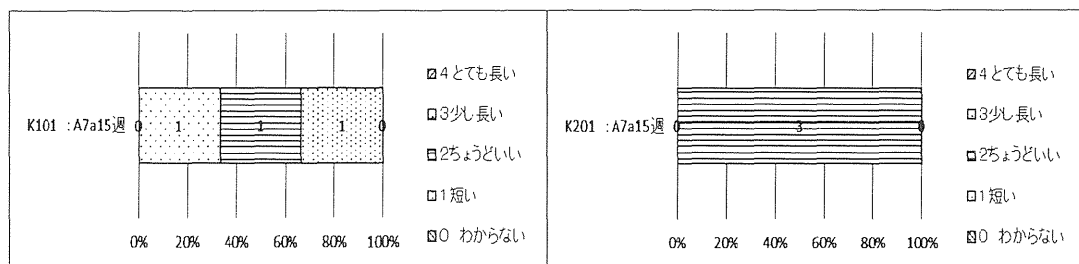 K101 :A7a15週 0 1 1 1 0
0% 20% 40% 60% 80% 100%
4とても長い
3少し長い
2ちょうどいい
1短い
0 わからない
K201 :A7a15週 0 3 0
0% 20% 40% 60% 80% 100%
4とても長い
3少し長い
2ちょうどいい
1短い
0 わからない